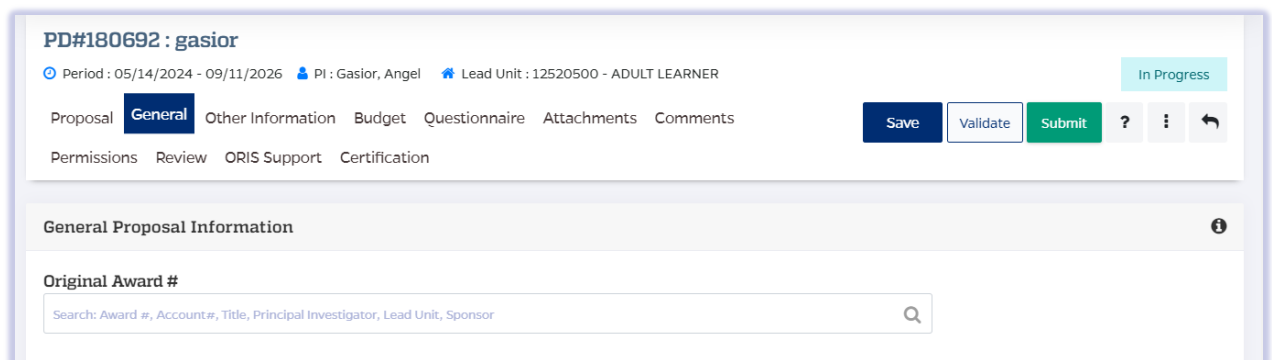 PD#180692 : gasior
Period : 05/14/2024 - 09/11/2026 PI : Gasior, Angel Lead Unit : 12520500 - ADULT LEARNER
In Progress
Proposal General Other Information Budget Questionnaire Attachments Comments
Save Validate Submit ?
Permissions Review ORIS Support Certification
General Proposal Information
Original Award #
Search: Award #, Account#, Title, Principal Investigator, Lead Unit, Sponsor